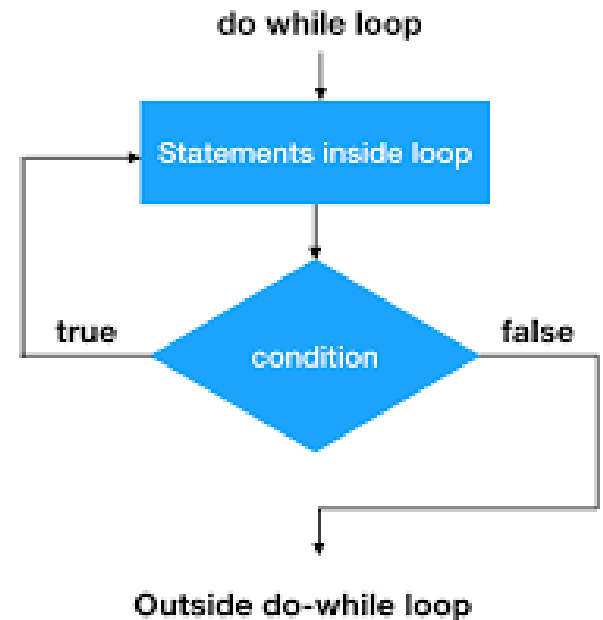 do while loop
Statements inside loop
true
false
condition
Outside do-while loop